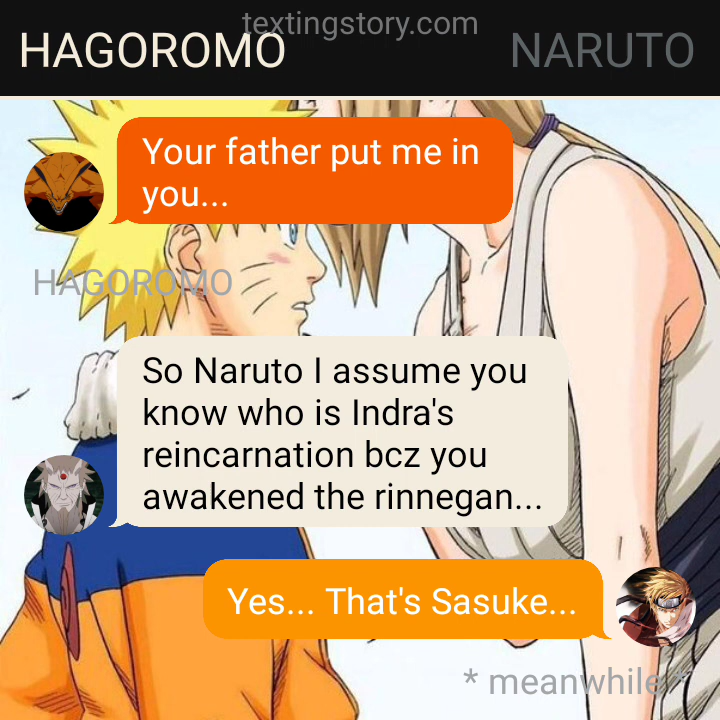 textingstory.com
HAGOROMO
NARUTO
Your father put me in
you...
HAGOROMO
So Naruto I assume you
know who is Indra's
reincarnation bcz you
awakened the rinnegan...
Yes... That's Sasuke...
* meanwhile *